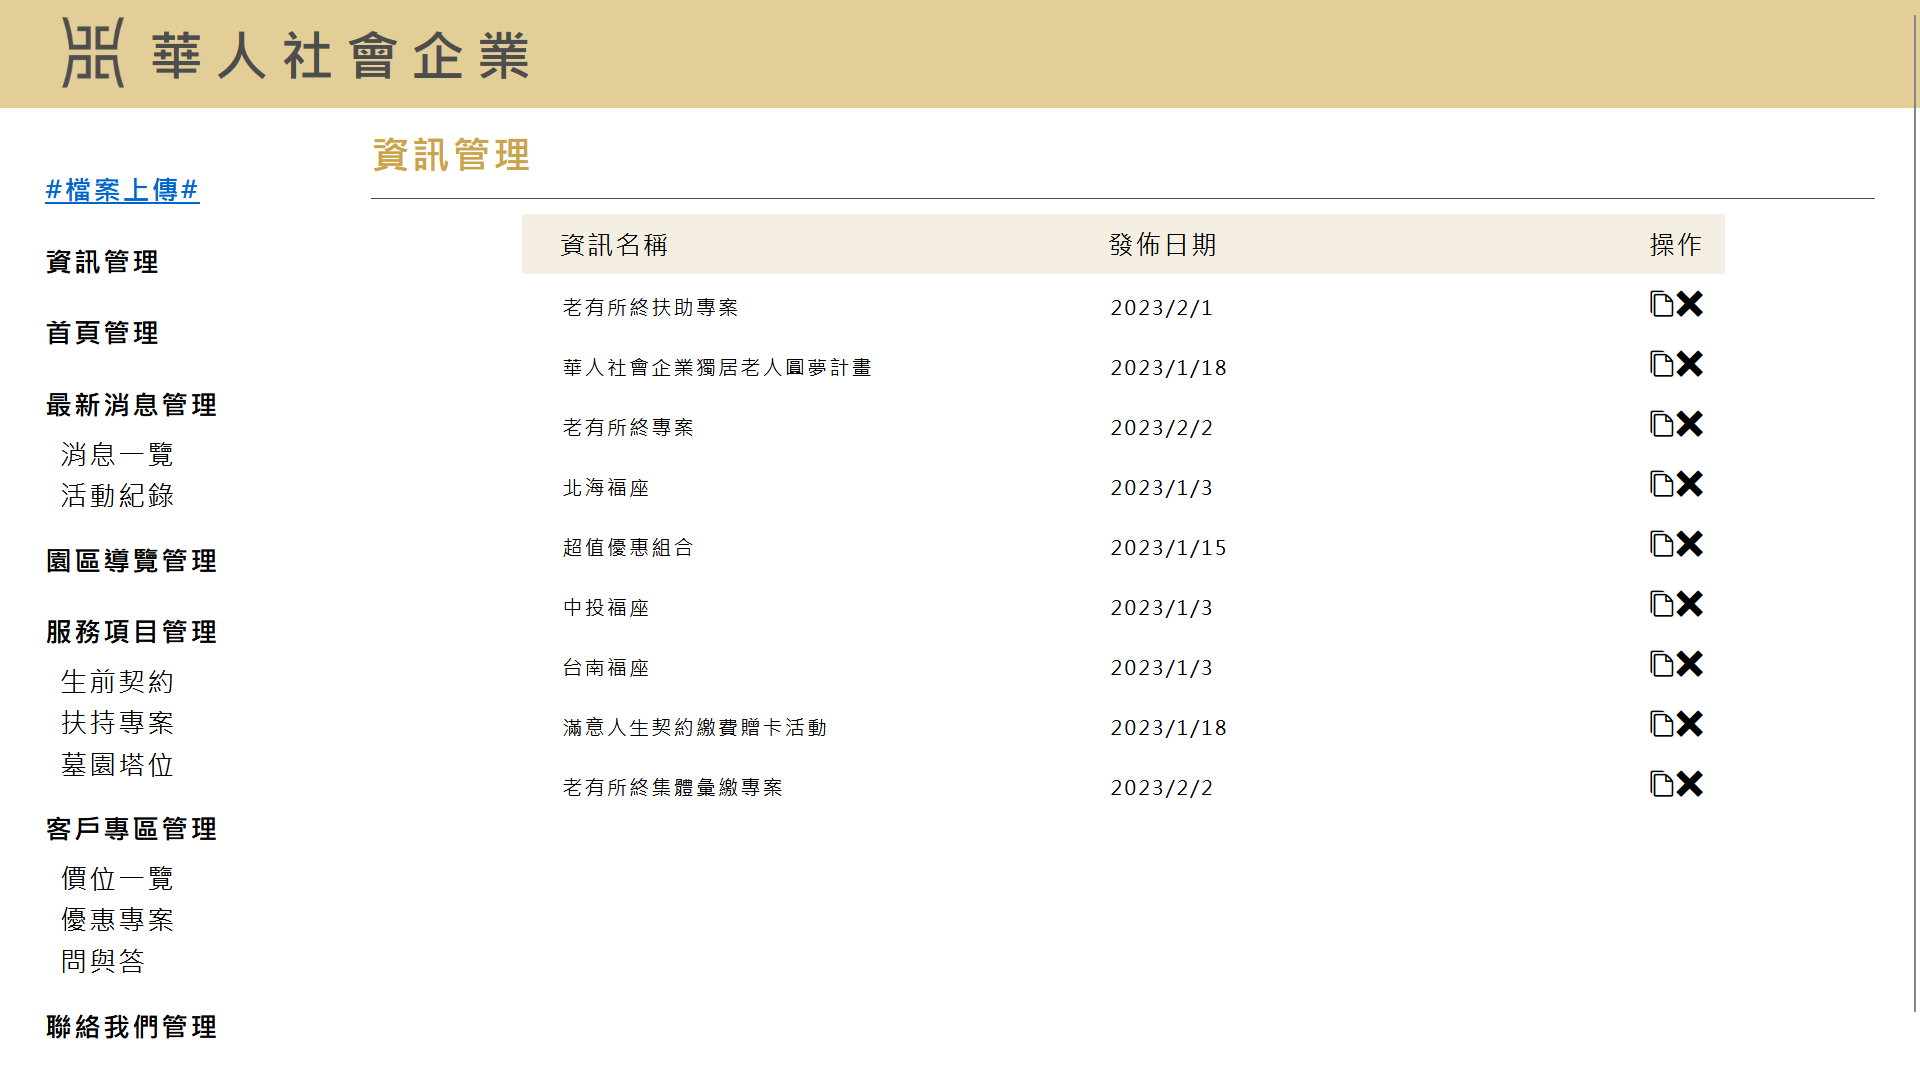 華人社會企業
#檔案上傳#
資訊管理
首頁管理
最新消息管理
消息一覽
活動紀錄
園區導覽管理
服務項目管理
生前契約
扶持專案
墓園塔位
客戶專區管理
價位一覽
優惠專案
問與答
聯絡我們管理
資訊管理
資訊名稱 發佈日期 操作
老有所終扶助專案 2023/2/1
華人社會企業獨居老人圓夢計畫 2023/1/18
老有所終專案 2023/2/2
北海福座 2023/1/3
超值優惠組合 2023/1/15
中投福座 2023/1/3
台南福座 2023/1/3
滿意人生契約繳費贈卡活動 2023/1/18
老有所終集體彙繳專案 2023/2/2